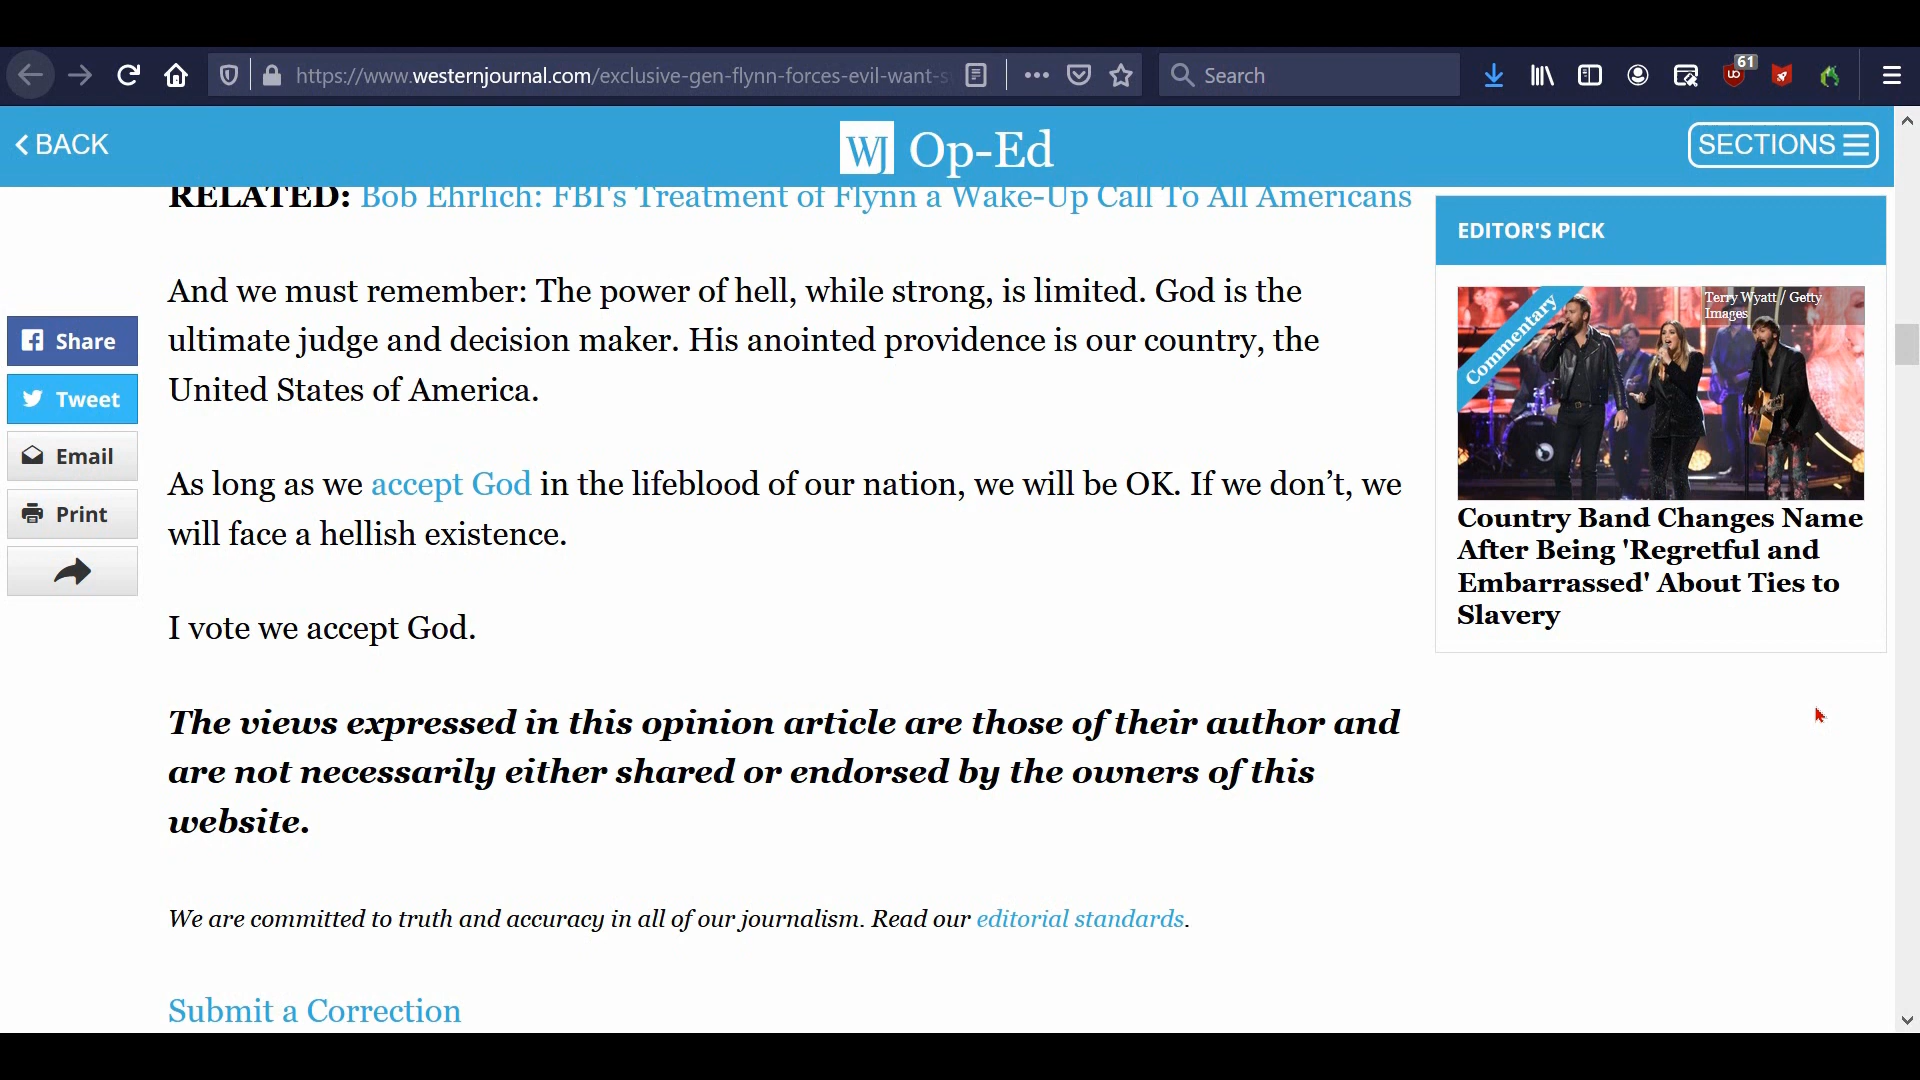 https://www.westernjournal.com/exclusive-gen-flynn-forces-evil-want-s
Search
61
BACK
WJ Op-Ed
SECTIONS
RELATED: Bob Ehrlich: FBI's Treatment of Flynn a Wake-Up Call To All Americans
And we must remember: The power of hell, while strong, is limited. God is the
ultimate judge and decision maker. His anointed providence is our country, the
United States of America.
As long as we accept God in the lifeblood of our nation, we will be OK. If we don’t, we
will face a hellish existence.
I vote we accept God.
The views expressed in this opinion article are those of their author and
are not necessarily either shared or endorsed by the owners of this
website.
We are committed to truth and accuracy in all of our journalism. Read our editorial standards.
Submit a Correction
Share
Tweet
Email
Print
EDITOR'S PICK
Commentary
Terry Wyatt / Getty
Images
Country Band Changes Name
After Being 'Regretful and
Embarrassed' About Ties to
Slavery